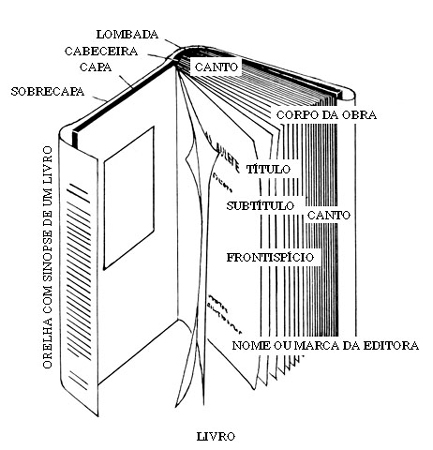 LOMBADA
CABECEIRA
CAPA
CANTO
SOBRECAPA
CORPO DA OBRA
ORELHA COM SINOPSE DE UM LIVRO
TÍTULO
SUBTÍTULO
CANTO
FRONTISPÍCIO
NOME OU MARCA DA EDITORA
LIVRO